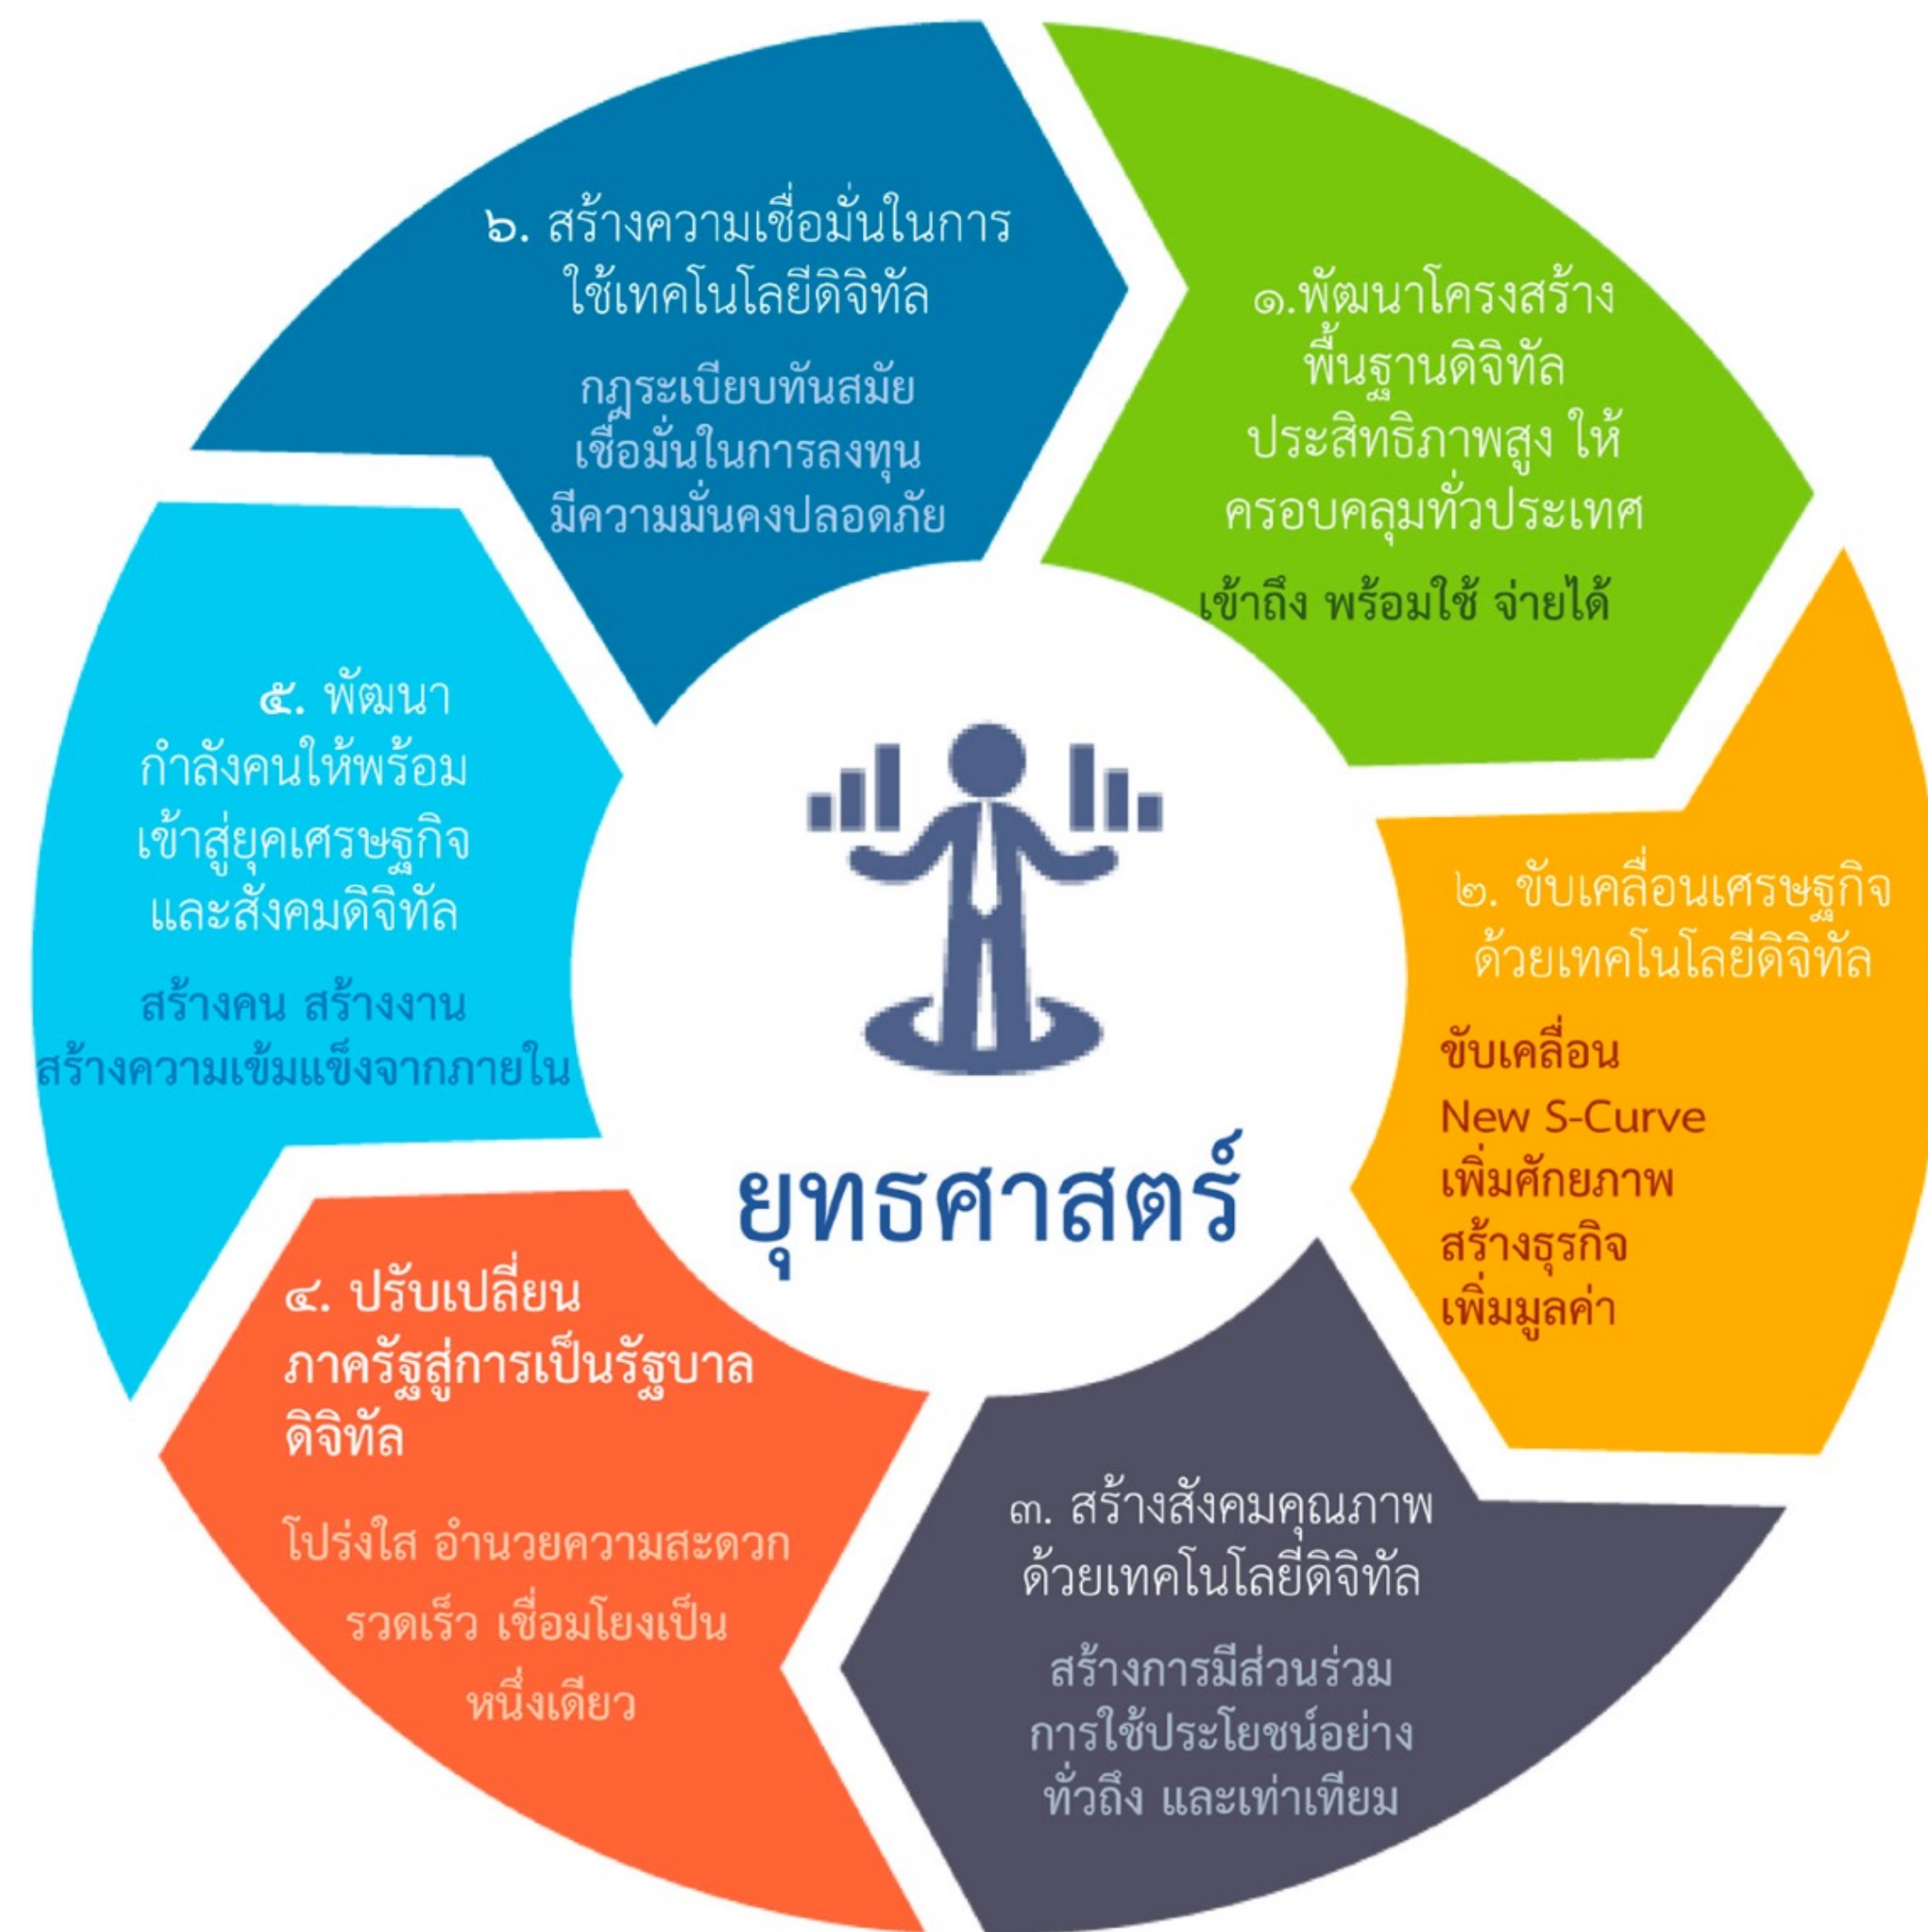 ๑.พัฒนาโครงสร้าง
พื้นฐานดิจิทัล
ประสิทธิภาพสูง ให้
ครอบคลุมทั่วประเทศ
เข้าถึง พร้อมใช้ จ่ายได้
๒. ขับเคลื่อนเศรษฐกิจ
ด้วยเทคโนโลยีดิจิทัล
ขับเคลื่อน
New S-Curve
เพิ่มศักยภาพ
สร้างธุรกิจ
เพิ่มมูลค่า
๓. สร้างสังคมคุณภาพ
ด้วยเทคโนโลยีดิจิทัล
สร้างการมีส่วนร่วม
การใช้ประโยชน์อย่าง
ทั่วถึง และเท่าเทียม
๔. ปรับเปลี่ยน
ภาครัฐสู่การเป็นรัฐบาล
ดิจิทัล
โปร่งใส อำนวยความสะดวก
รวดเร็ว เชื่อมโยงเป็น
หนึ่งเดียว
๕. พัฒนา
กำลังคนให้พร้อม
เข้าสู่ยุคเศรษฐกิจ
และสังคมดิจิทัล
สร้างคน สร้างงาน
สร้างความเข้มแข็งจากภายใน
๖. สร้างความเชื่อมั่นในการ
ใช้เทคโนโลยีดิจิทัล
กฎระเบียบทันสมัย
เชื่อมั่นในการลงทุน
มีความมั่นคงปลอดภัย
ยุทธศาสตร์